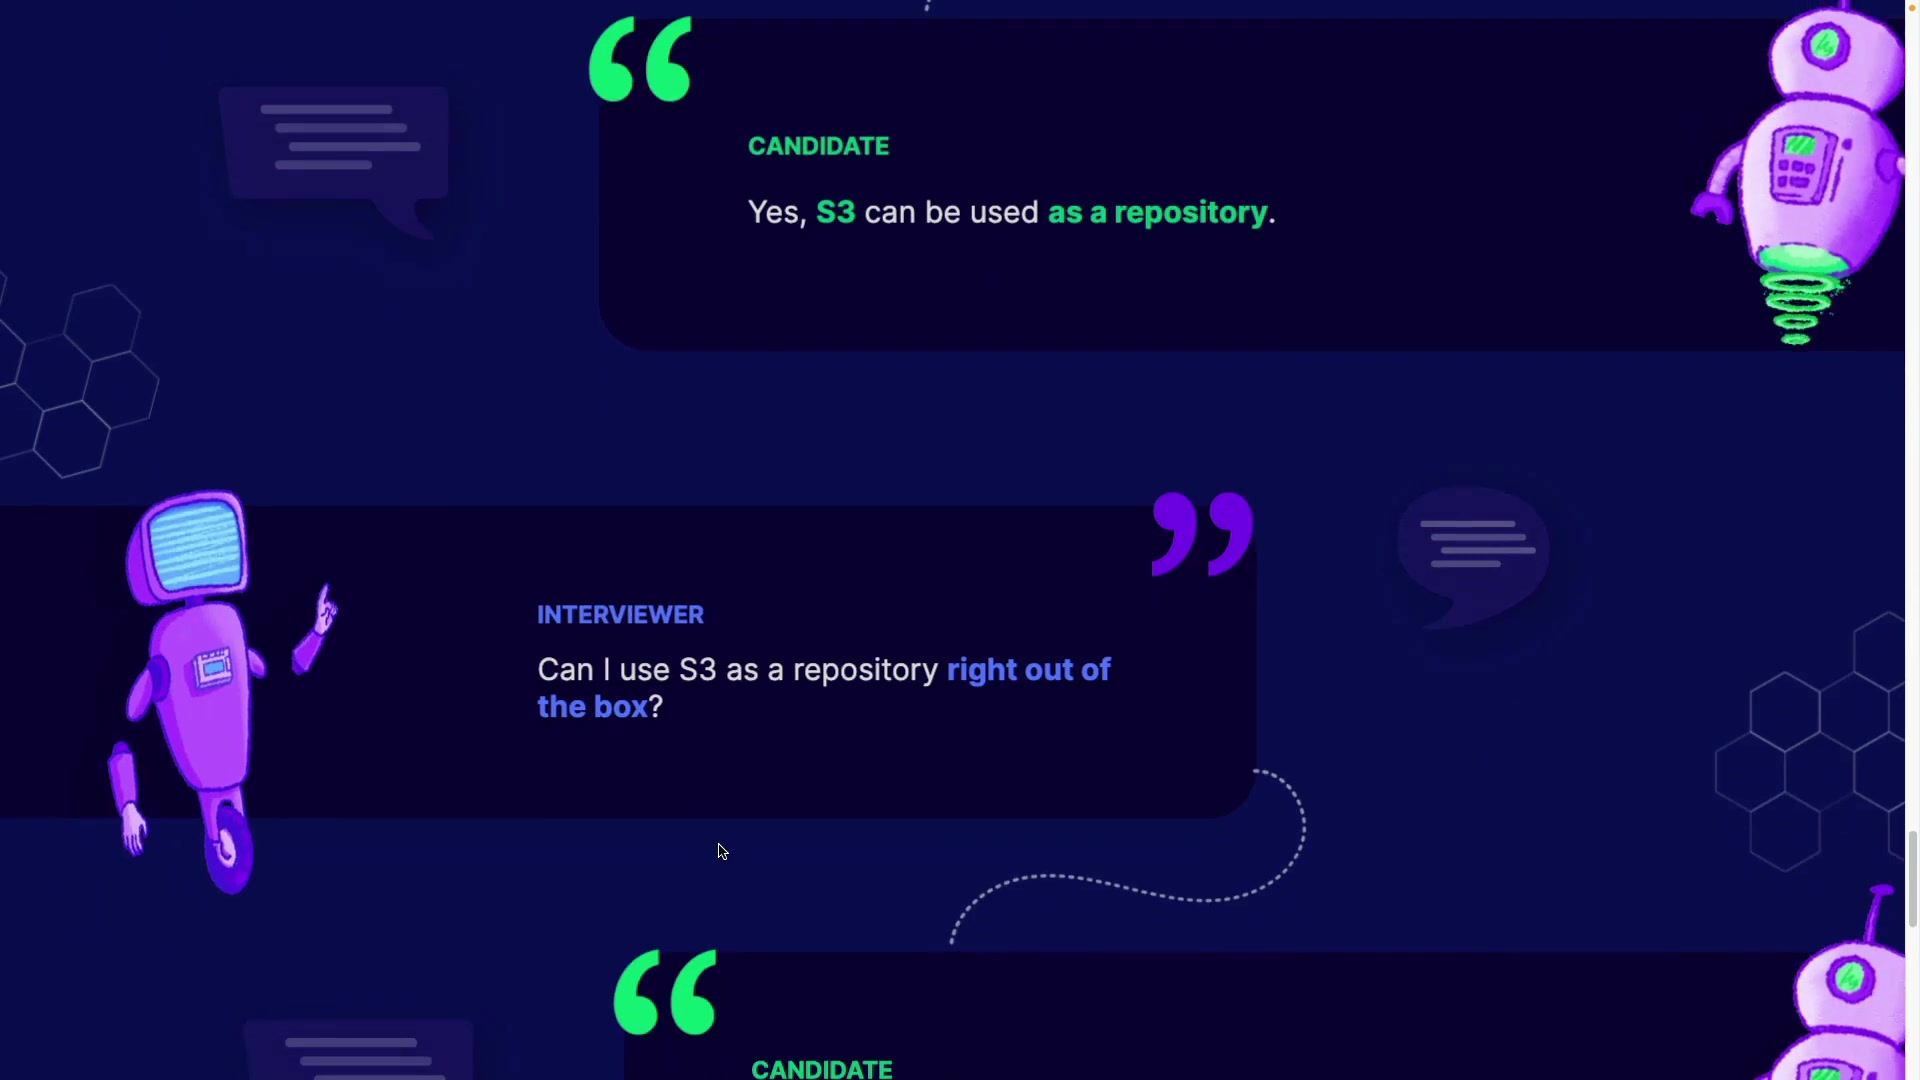 CANDIDATE
Yes, S3 can be used as a repository.
INTERVIEWER
Can I use S3 as a repository right out of
the box?
CANDIDATE